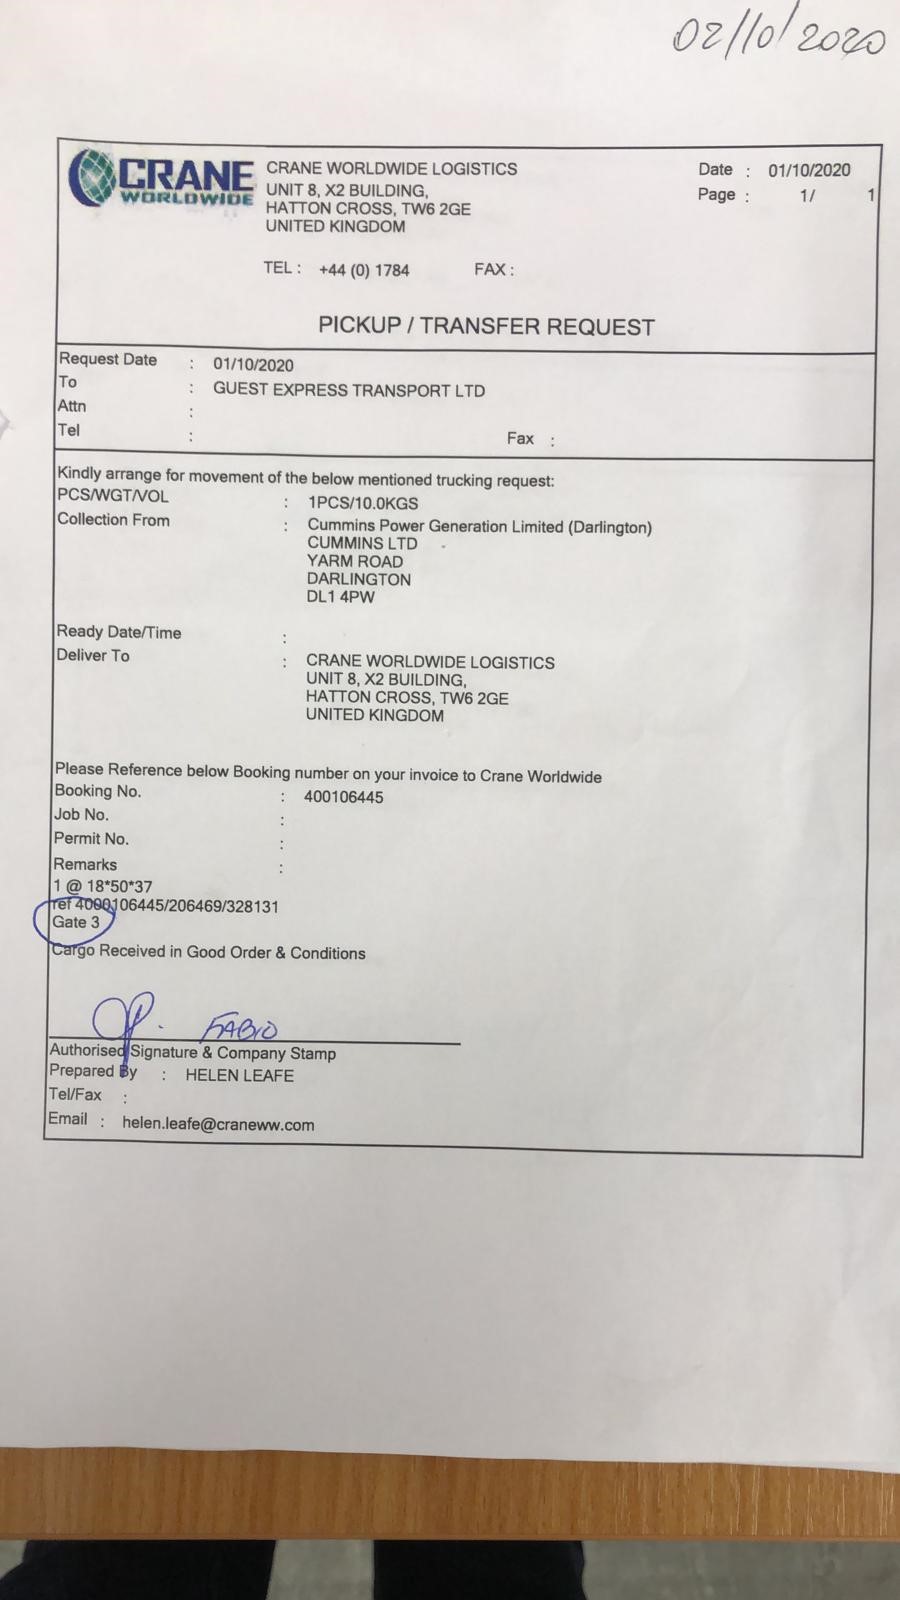 02/10/2020
CRANE WORLDWIDE
CRANE WORLDWIDE LOGISTICS
UNIT 8, X2 BUILDING,
HATTON CROSS, TW6 2GE
UNITED KINGDOM
Date : 01/10/2020
Page : 1/ 1
TEL : +44 (0) 1784 FAX :
PICKUP / TRANSFER REQUEST
Request Date : 01/10/2020
To : GUEST EXPRESS TRANSPORT LTD
Attn :
Tel : Fax :
Kindly arrange for movement of the below mentioned trucking request:
PCS/WGT/VOL : 1PCS/10.0KGS
Collection From : Cummins Power Generation Limited (Darlington)
CUMMINS LTD
YARM ROAD
DARLINGTON
DL1 4PW
Ready Date/Time :
Deliver To : CRANE WORLDWIDE LOGISTICS
UNIT 8, X2 BUILDING,
HATTON CROSS, TW6 2GE
UNITED KINGDOM
Please Reference below Booking number on your invoice to Crane Worldwide
Booking No. : 400106445
Job No. :
Permit No. :
Remarks :
1 @ 18*50*37
ref 4000106445/206469/328131
Gate 3
Cargo Received in Good Order & Conditions
FABIO
Authorised Signature & Company Stamp
Prepared By : HELEN LEAFE
Tel/Fax :
Email : helen.leafe@craneww.com